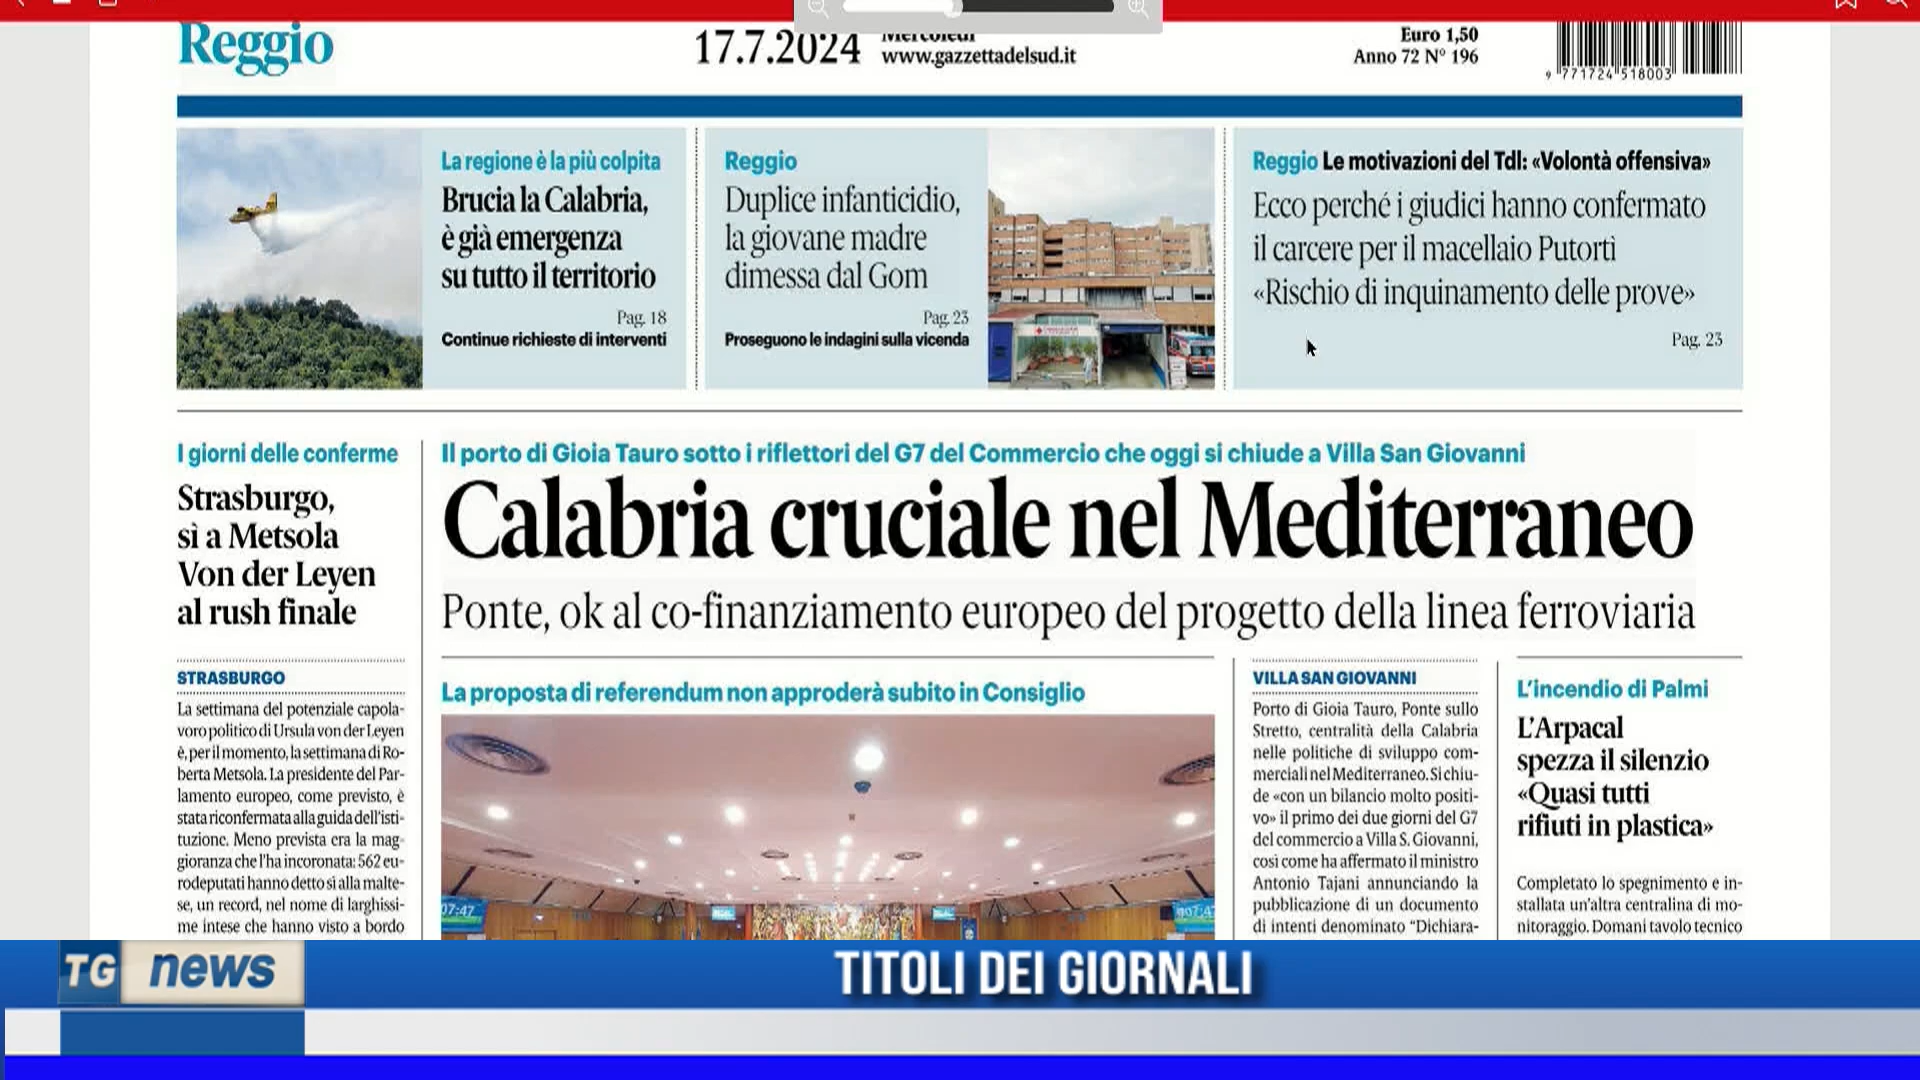 Reggio
17.7.2024
Mercoledì
www.gazzettadelsud.it
Euro 1,50
Anno 72 N° 196
9 771724 518003
La regione è la più colpita
Brucia la Calabria,
è già emergenza
su tutto il territorio
Pag. 18
Continue richieste di interventi
Reggio
Duplice infanticidio,
la giovane madre
dimessa dal Gom
Pag. 23
Proseguono le indagini sulla vicenda
Reggio Le motivazioni del Tdl: «Volontà offensiva»
Ecco perché i giudici hanno confermato
il carcere per il macellaio Putortì
«Rischio di inquinamento delle prove»
Pag. 23
I giorni delle conferme
Strasburgo,
sì a Metsola
Von der Leyen
al rush finale
STRASBURGO
La settimana del potenziale capola-
voro politico di Ursula von der Leyen
è, per il momento, la settimana di Ro-
berta Metsola. La presidente del Par-
lamento europeo, come previsto, è
stata riconfermata alla guida dell'isti-
tuzione. Meno prevista era la mag-
gioranza che l'ha incoronata: 562 eu-
rodeputati hanno detto sì alla malte-
se, un record, nel nome di larghissi-
me intese che hanno visto a bordo
Il porto di Gioia Tauro sotto i riflettori del G7 del Commercio che oggi si chiude a Villa San Giovanni
Calabria cruciale nel Mediterraneo
Ponte, ok al co-finanziamento europeo del progetto della linea ferroviaria
La proposta di referendum non approderà subito in Consiglio
07:47
07:47
VILLA SAN GIOVANNI
Porto di Gioia Tauro, Ponte sullo
Stretto, centralità della Calabria
nelle politiche di sviluppo com-
merciali nel Mediterraneo. Si chiu-
de «con un bilancio molto positi-
vo» il primo dei due giorni del G7
del commercio a Villa S. Giovanni,
così come ha affermato il ministro
Antonio Tajani annunciando la
pubblicazione di un documento
di intenti denominato “Dichiara-
L'incendio di Palmi
L'Arpacal
spezza il silenzio
«Quasi tutti
rifiuti in plastica»
Completato lo spegnimento e in-
stallata un'altra centralina di mo-
nitoraggio. Domani tavolo tecnico
TG news
TITOLI DEI GIORNALI